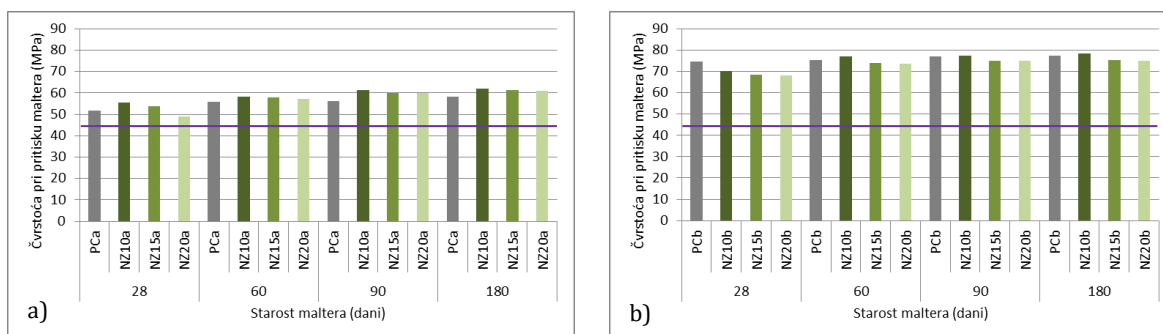 Čvrstoća pri pritisku maltera (MPa)
90
80
70
60
50
40
30
20
10
0
PCa NZ10a NZ15a NZ20a PCa NZ10a NZ15a NZ20a PCa NZ10a NZ15a NZ20a PCa NZ10a NZ15a NZ20a
28 60 90 180
Starost maltera (dani)
a)
Čvrstoća pri pritisku maltera (MPa)
90
80
70
60
50
40
30
20
10
0
PCb NZ10b NZ15b NZ20b PCb NZ10b NZ15b NZ20b PCb NZ10b NZ15b NZ20b PCb NZ10b NZ15b NZ20b
28 60 90 180
Starost maltera (dani)
b)